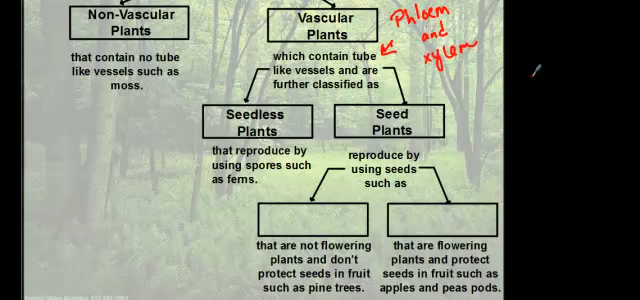 Non-Vascular
Plants
that contain no tube
like vessels such as
moss.
Vascular
Plants
Phloem
and
xylem
which contain tube
like vessels and are
further classified as
Seedless
Plants
that reproduce by
using spores such
as ferns.
Seed
Plants
reproduce by
using seeds
such as
that are not flowering
plants and don't
protect seeds in fruit
such as pine trees.
that are flowering
plants and protect
seeds in fruit such as
apples and peas pods.